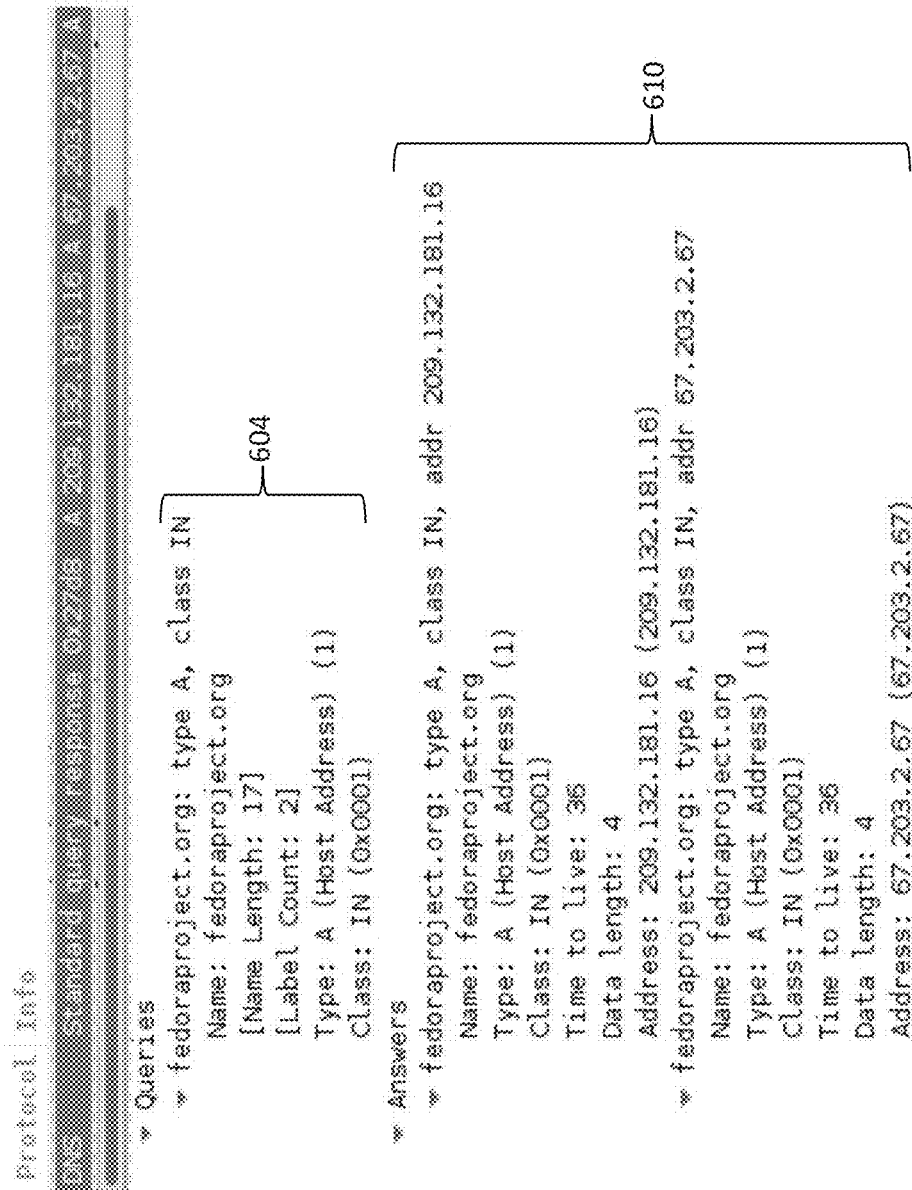 Protocol Info
▾ Queries
▾ fedoraproject.org: type A, class IN
Name: fedoraproject.org
[Name Length: 17]
[Label Count: 2]
Type: A (Host Address) (1)
Class: IN (0x0001)
604
▾ Answers
▾ fedoraproject.org: type A, class IN, addr 209.132.181.16
Name: fedoraproject.org
Type: A (Host Address) (1)
Class: IN (0x0001)
Time to live: 36
Data length: 4
Address: 209.132.181.16 (209.132.181.16)
▾ fedoraproject.org: type A, class IN, addr 67.203.2.67
Name: fedoraproject.org
Type: A (Host Address) (1)
Class: IN (0x0001)
Time to live: 36
Data length: 4
Address: 67.203.2.67 (67.203.2.67)
610